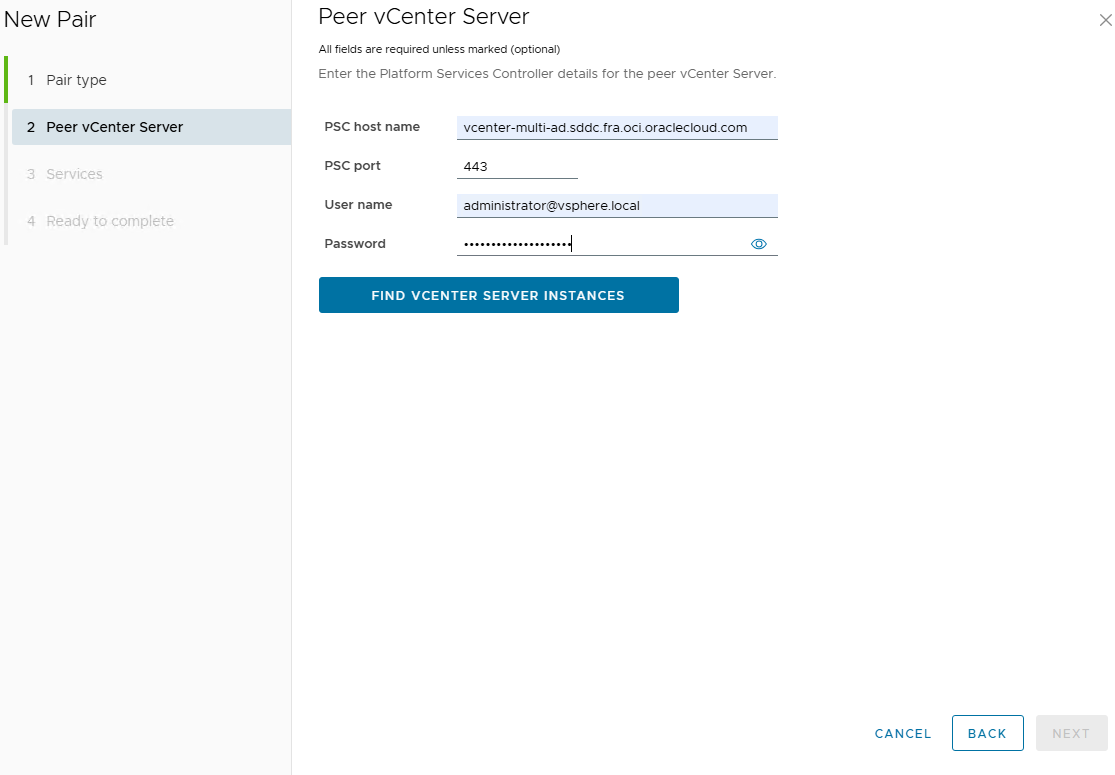 New Pair
1 Pair type
2 Peer vCenter Server
3 Services
4 Ready to complete
Peer vCenter Server
All fields are required unless marked (optional)
Enter the Platform Services Controller details for the peer vCenter Server.
PSC host name vcenter-multi-ad.sddc.fra.oci.oraclecloud.com
PSC port 443
User name administrator@vsphere.local
Password ••••••••••••••••••••
FIND VCENTER SERVER INSTANCES
CANCEL BACK NEXT